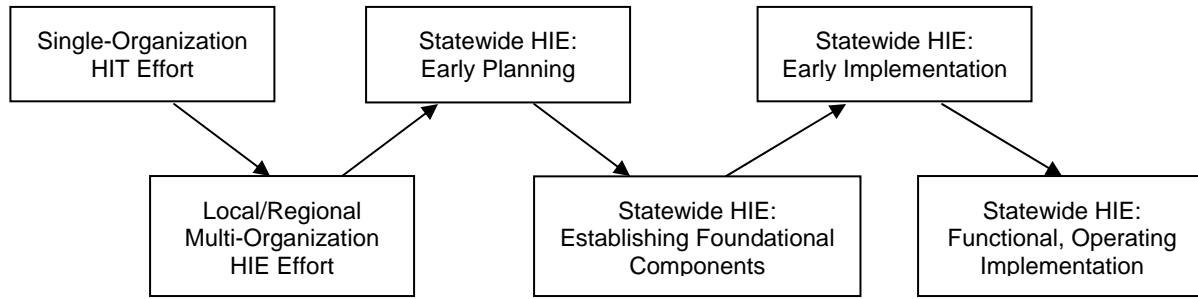 Single-Organization
HIT Effort
Statewide HIE:
Early Planning
Statewide HIE:
Early Implementation
Local/Regional
Multi-Organization
HIE Effort
Statewide HIE:
Establishing Foundational
Components
Statewide HIE:
Functional, Operating
Implementation